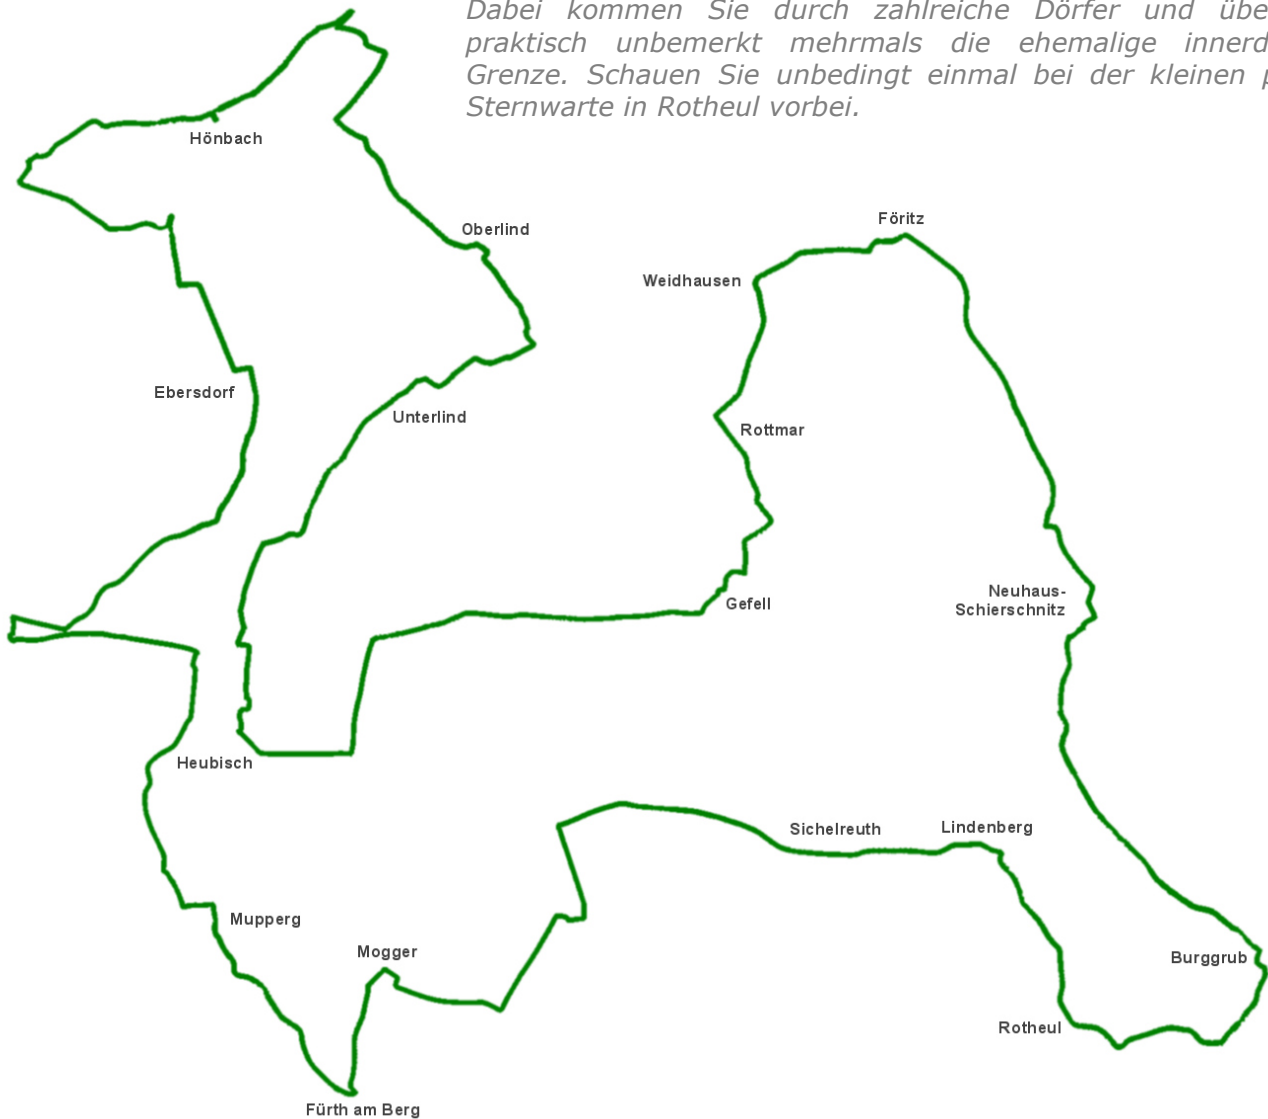 Dabei kommen Sie durch zahlreiche Dörfer und übe
praktisch unbemerkt mehrmals die ehemalige innerd
Grenze. Schauen Sie unbedingt einmal bei der kleinen p
Sternwarte in Rotheul vorbei.
Hönbach
Föritz
Oberlind
Weidhausen
Ebersdorf
Unterlind
Rottmar
Neuhaus-
Schierschnitz
Gefell
Heubisch
Sichelreuth
Lindenberg
Mupperg
Mogger
Burggrub
Rotheul
Fürth am Berg